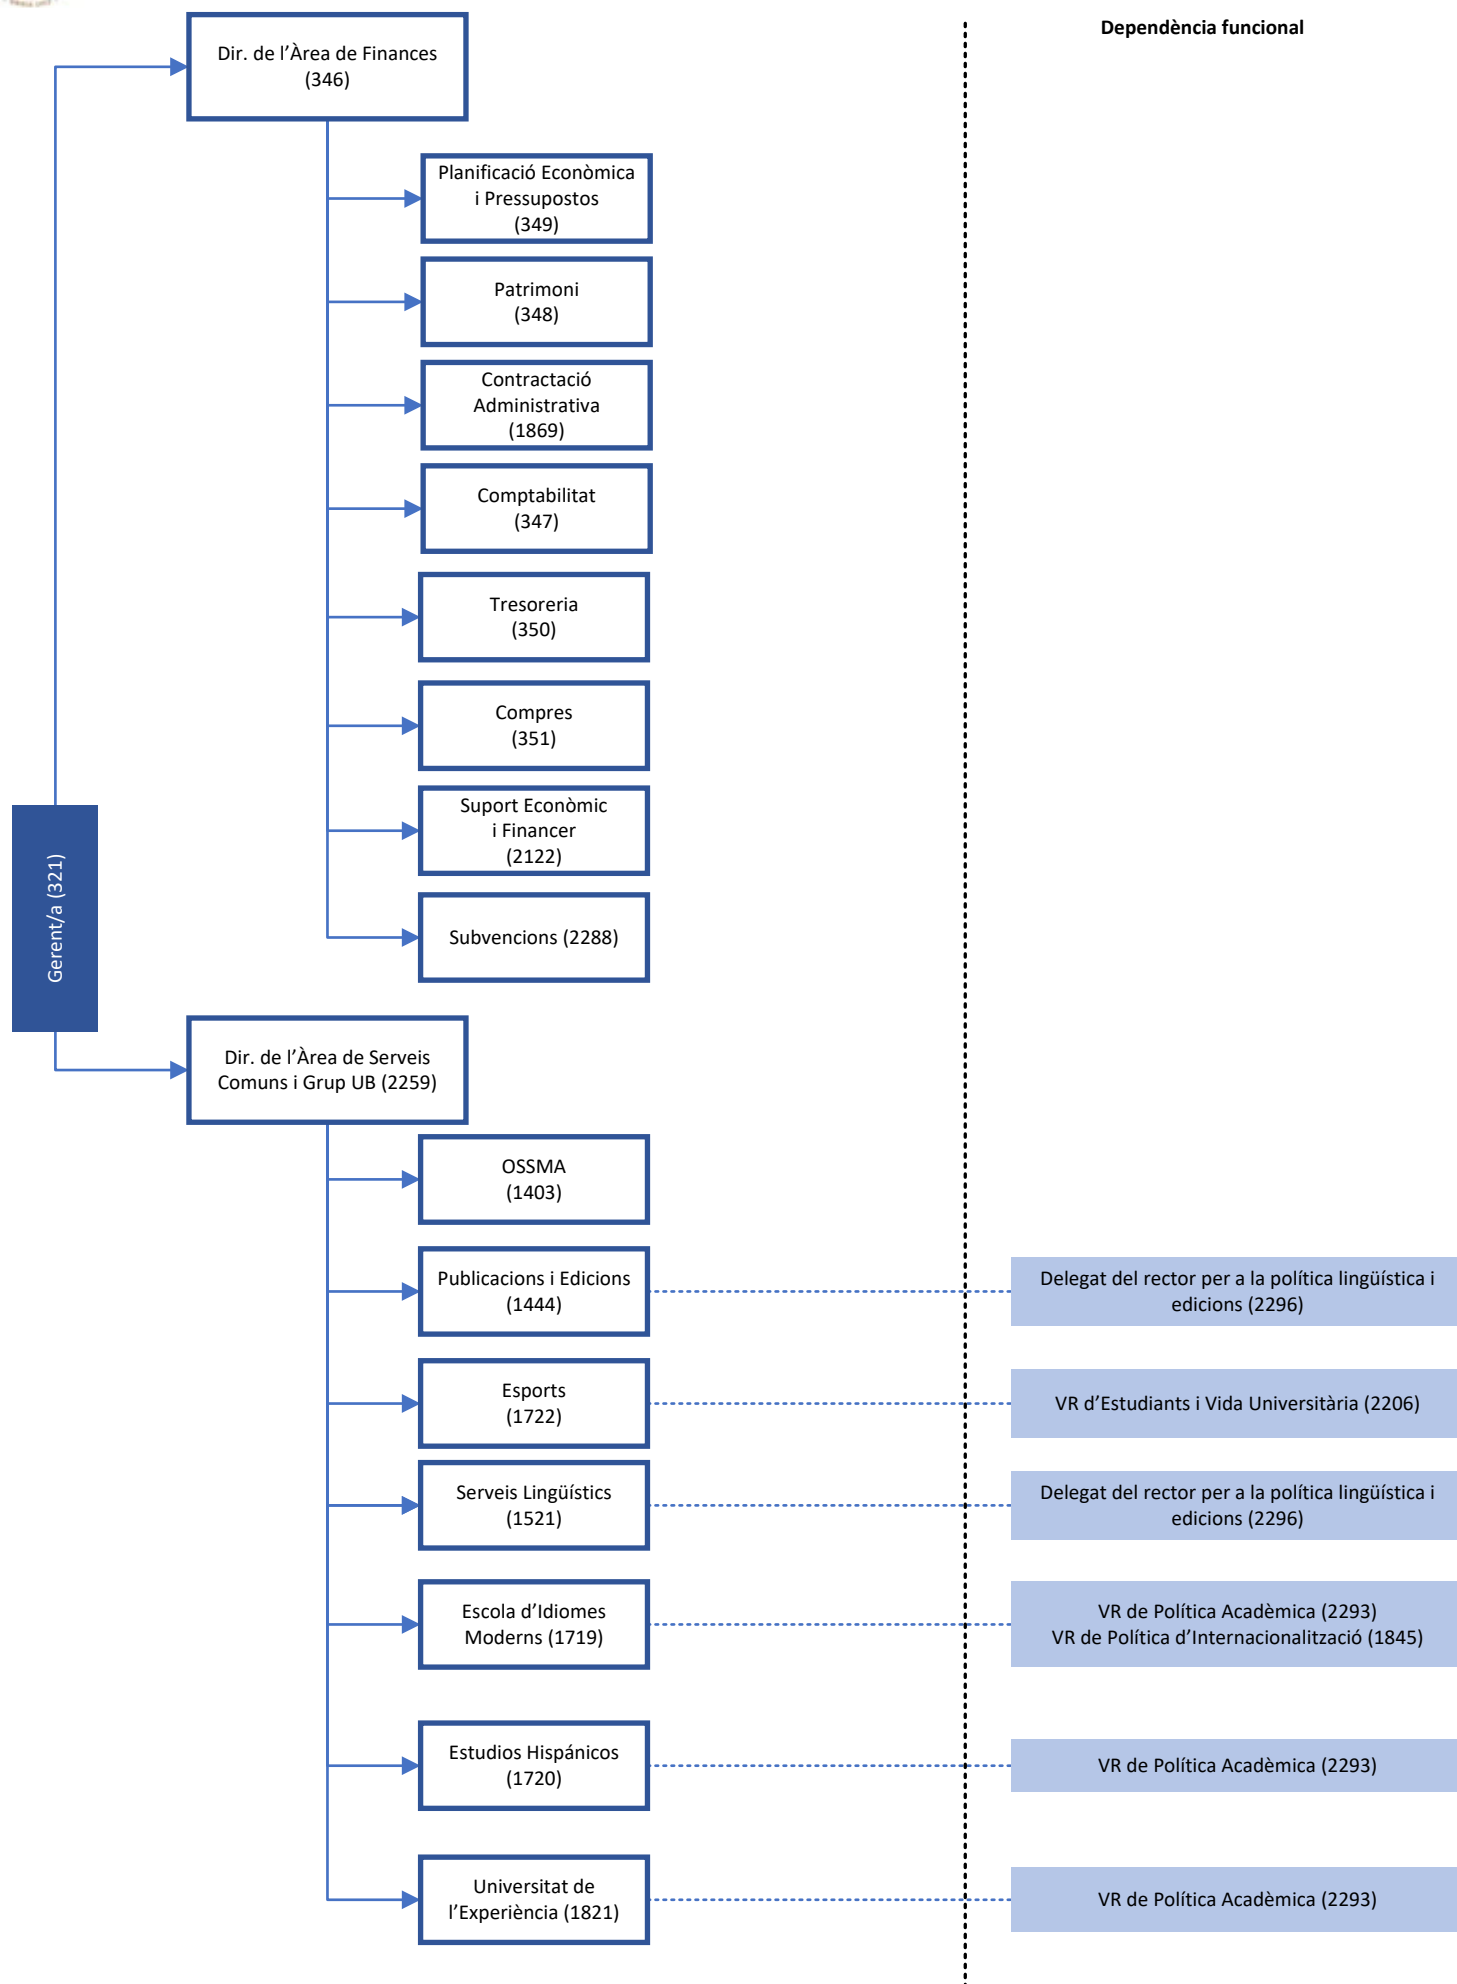 Dependència funcional
Dir. de l’Àrea de Finances
(346)
Planificació Econòmica
i Pressupostos
(349)
Patrimoni
(348)
Contractació
Administrativa
(1869)
Comptabilitat
(347)
Tresoreria
(350)
Compres
(351)
Suport Econòmic
i Financer
(2122)
Subvencions (2288)
Gerent/a (321)
Dir. de l’Àrea de Serveis
Comuns i Grup UB (2259)
OSSMA
(1403)
Publicacions i Edicions
(1444)
Delegat del rector per a la política lingüística i
edicions (2296)
Esports
(1722)
VR d’Estudiants i Vida Universitària (2206)
Serveis Lingüístics
(1521)
Delegat del rector per a la política lingüística i
edicions (2296)
Escola d’Idiomes
Moderns (1719)
VR de Política Acadèmica (2293)
VR de Política d’Internacionalització (1845)
Estudios Hispánicos
(1720)
VR de Política Acadèmica (2293)
Universitat de
l’Experiència (1821)
VR de Política Acadèmica (2293)